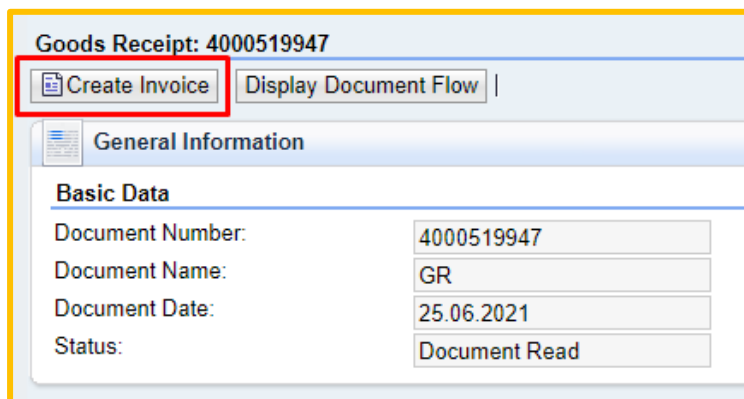 Goods Receipt: 4000519947
Create Invoice Display Document Flow
General Information
Basic Data
Document Number: 4000519947
Document Name: GR
Document Date: 25.06.2021
Status: Document Read